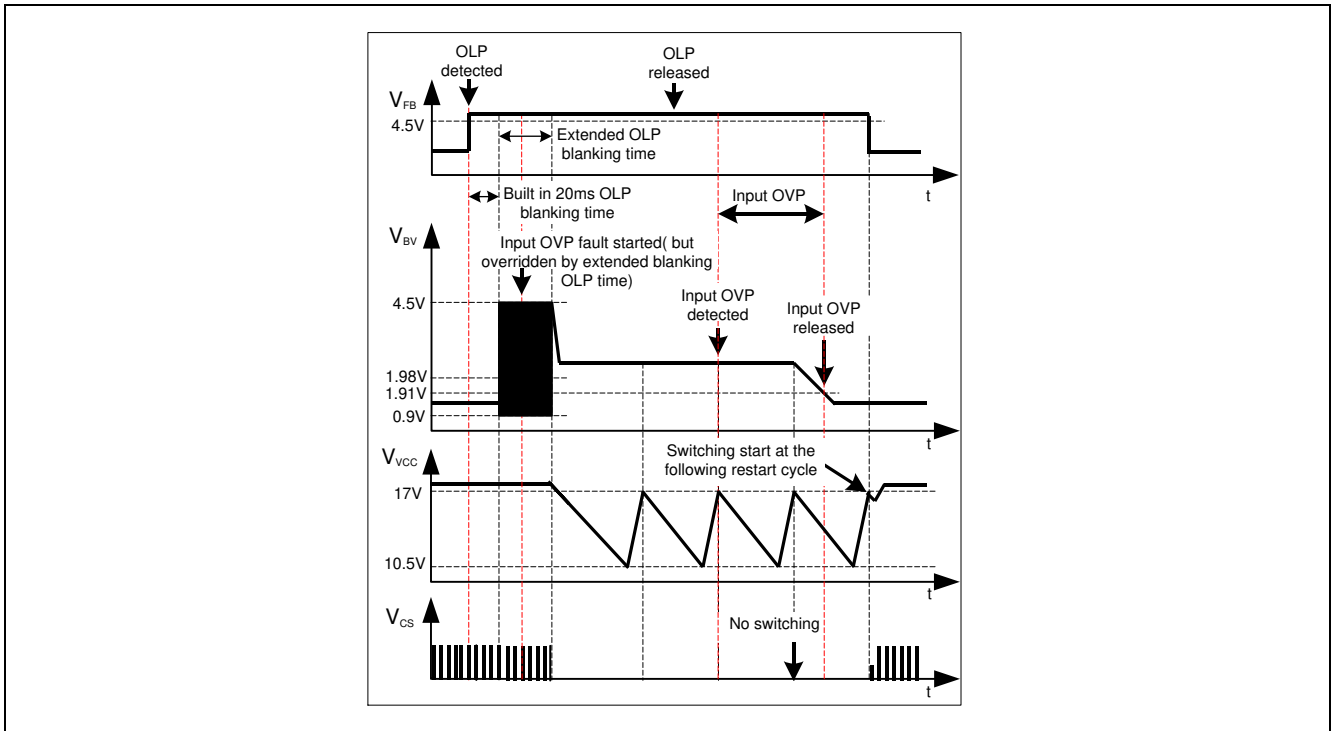 OLP
detected
OLP
released
VFB
4.5V
Extended OLP
blanking time
t
Built in 20ms OLP
blanking time
Input OVP
VBV
Input OVP fault started( but
overridden by extended blanking
OLP time)
4.5V
Input OVP
detected
Input OVP
released
1.98V
1.91V
0.9V
t
VVCC
Switching start at the
following restart cycle
17V
10.5V
t
VCS
No switching
t